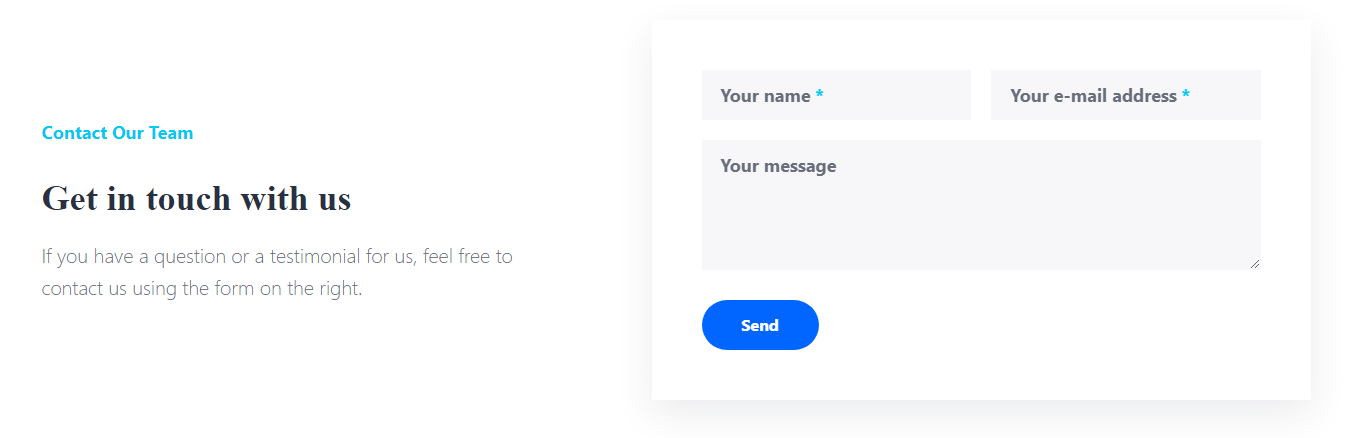 Contact Our Team
Get in touch with us
If you have a question or a testimonial for us, feel free to
contact us using the form on the right.
Your name *
Your e-mail address *
Your message
Send